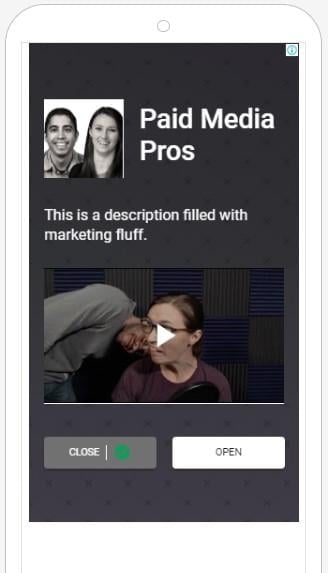 Paid Media
Pros
This is a description filled with
marketing fluff.
CLOSE
OPEN